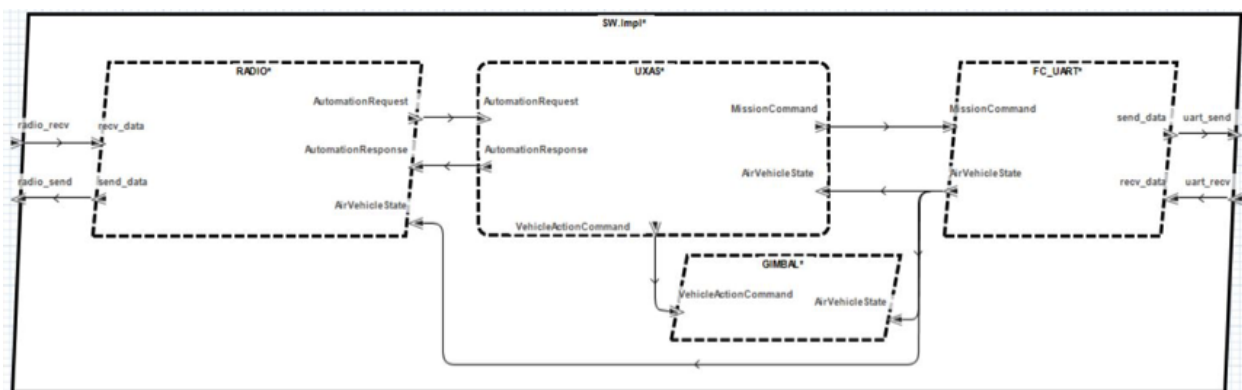 SW.Impl*
RADIO*
UXAS*
FC_UART*
AutomationRequest
AutomationRequest
MissionCommand
MissionCommand
radio_recv
recv_data
send_data
uart_send
AutomationResponse
AutomationResponse
radio_send
send_data
AirVehicleState
AirVehicleState
recv_data
uart_recv
AirVehicleState
VehicleActionCommand
GIMBAL*
VehicleActionCommand
AirVehicleState